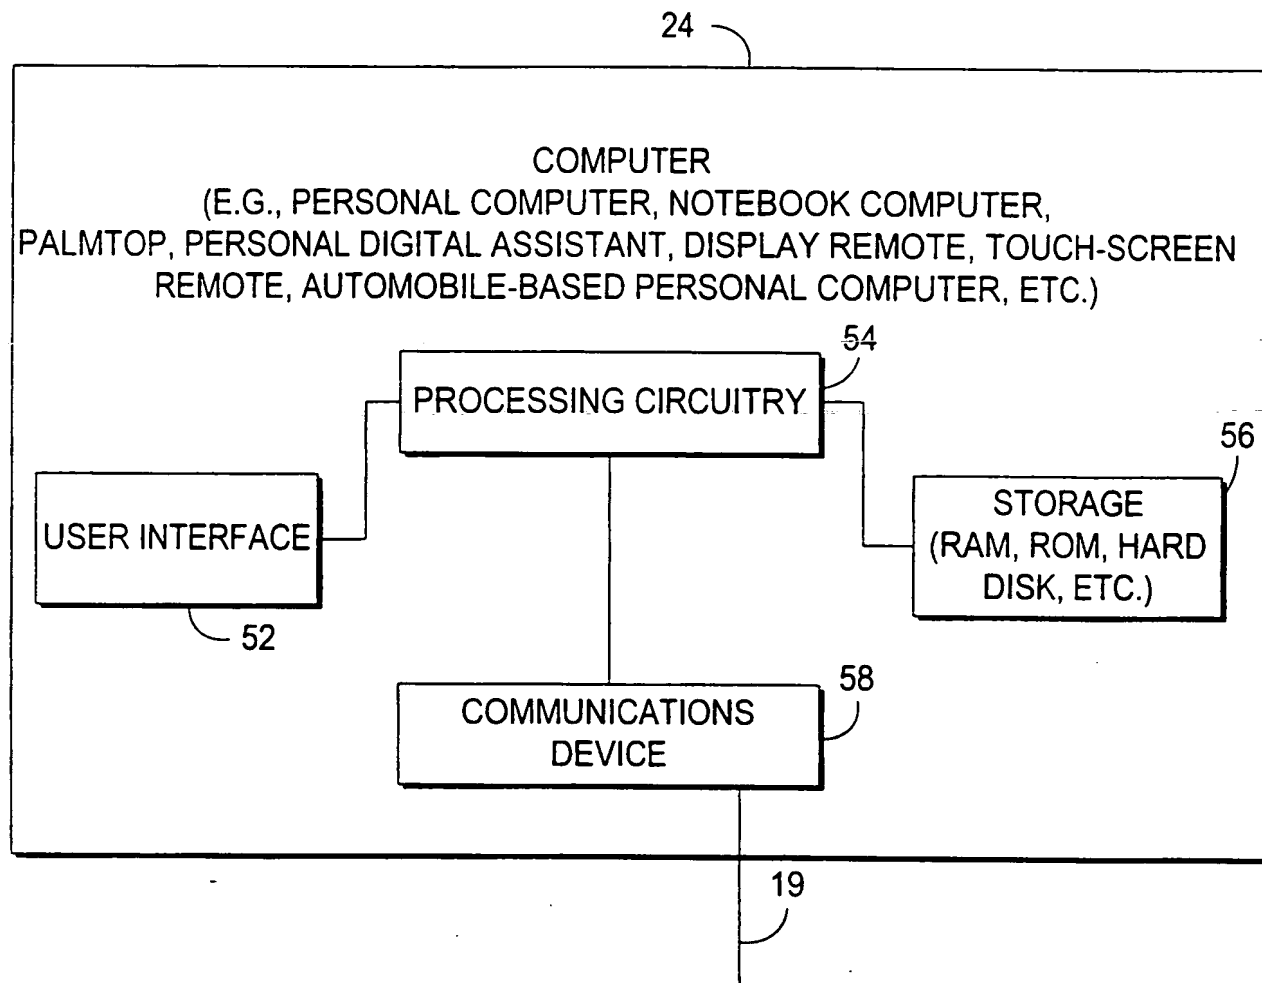 24
COMPUTER
(E.G., PERSONAL COMPUTER, NOTEBOOK COMPUTER,
PALMTOP, PERSONAL DIGITAL ASSISTANT, DISPLAY REMOTE, TOUCH-SCREEN
REMOTE, AUTOMOBILE-BASED PERSONAL COMPUTER, ETC.)
54
PROCESSING CIRCUITRY
56
USER INTERFACE
52
STORAGE
(RAM, ROM, HARD
DISK, ETC.)
58
COMMUNICATIONS
DEVICE
19